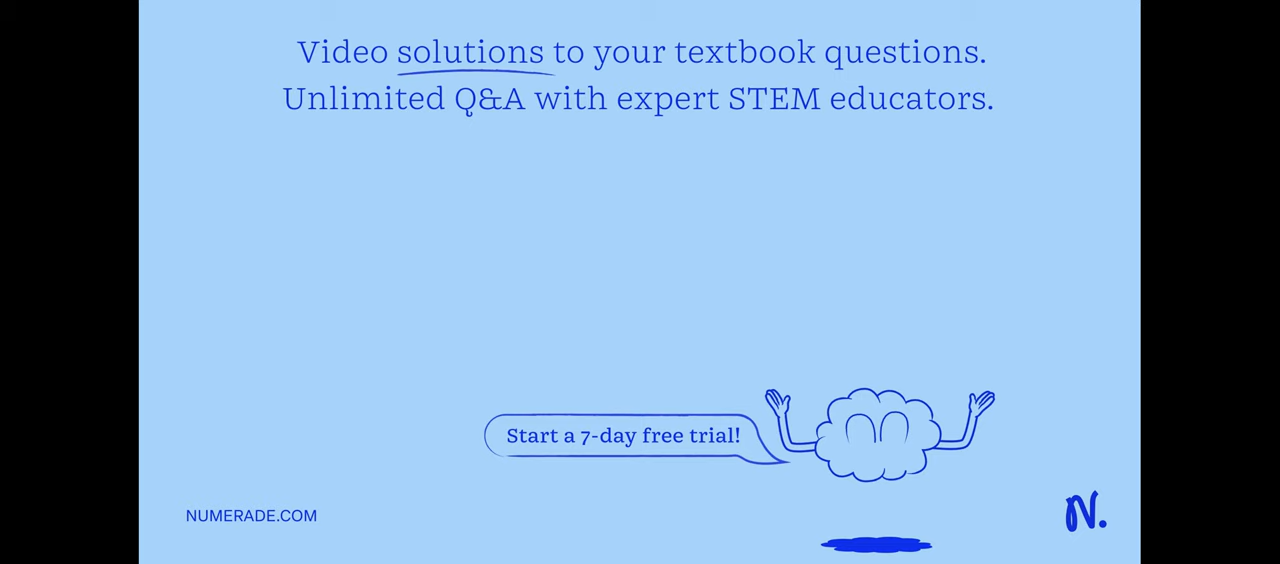 Video solutions to your textbook questions.
Unlimited Q&A with expert STEM educators.
Start a 7-day free trial!
NUMERADE.COM
N.